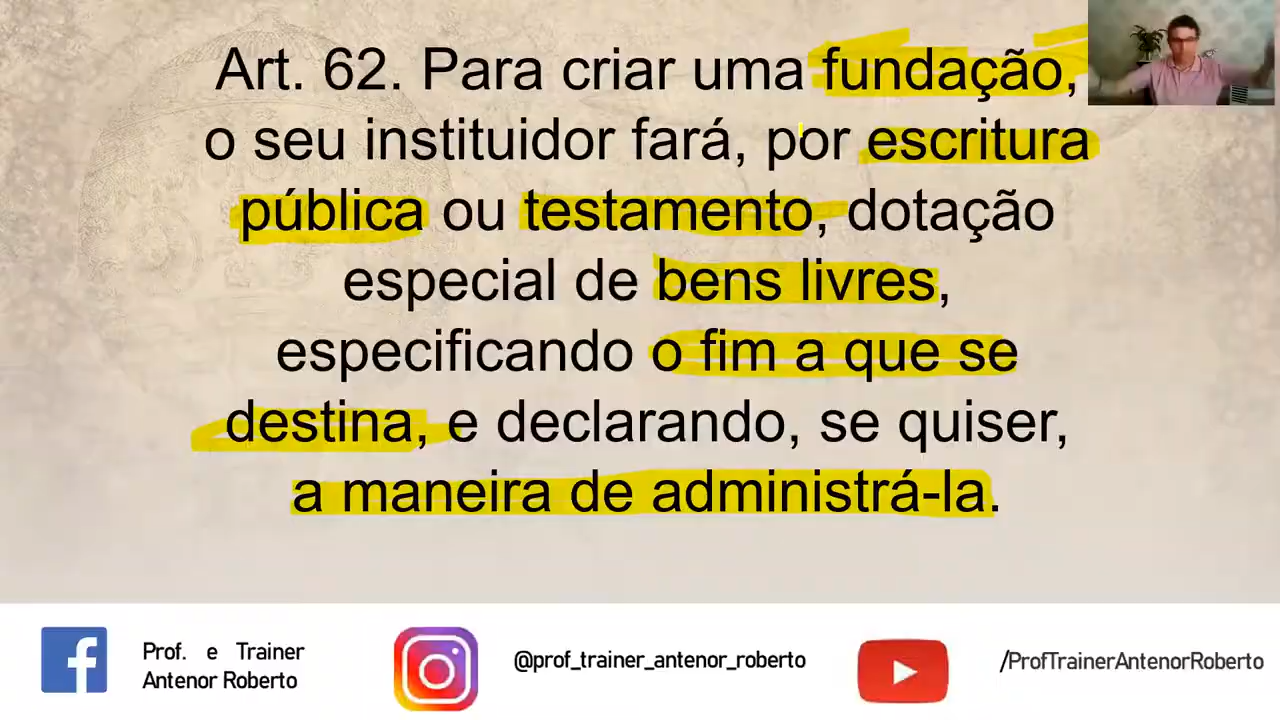 Art. 62. Para criar uma fundação,
o seu instituidor fará, por escritura
pública ou testamento, dotação
especial de bens livres,
especificando o fim a que se
destina, e declarando, se quiser,
a maneira de administrá-la.
Prof. e Trainer
Antenor Roberto
@prof_trainer_antenor_roberto
/ProfTrainerAntenorRoberto